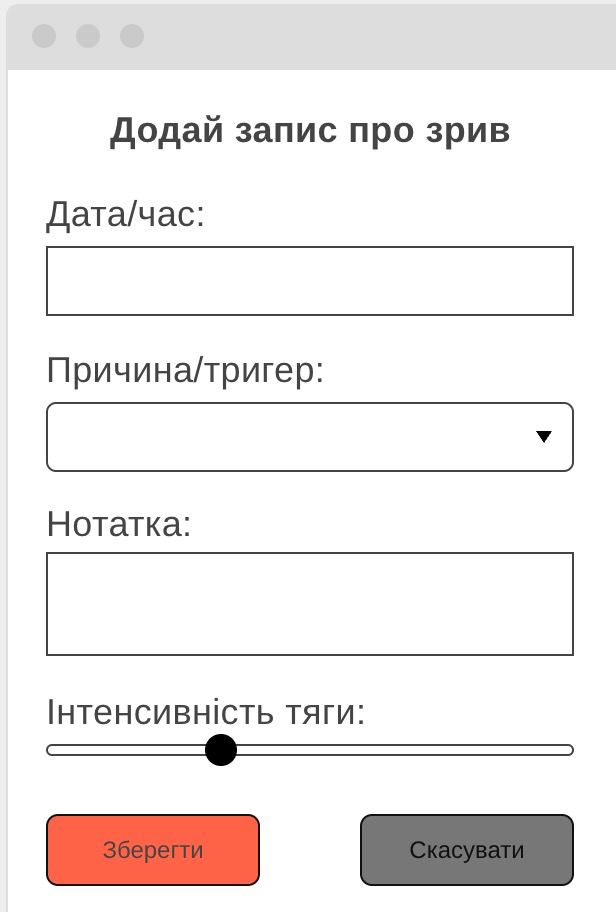 Додай запис про зрив
Дата/час:
Причина/тригер:
Нотатка:
Інтенсивність тяги:
Зберегти
Скасувати